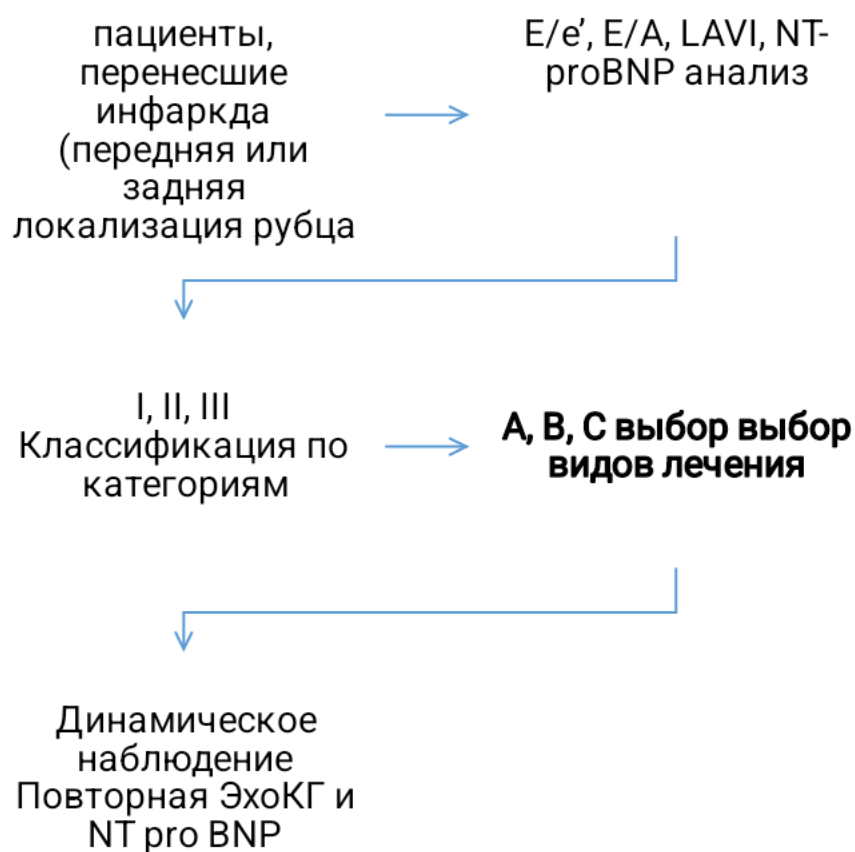 пациенты,
перенесшие
инфаркда
(передняя или
задняя
локализация рубца
E/e’, E/A, LAVI, NT-
proBNP анализ
I, II, III
Классификация по
категориям
A, B, C выбор выбор
видов лечения
Динамическое
наблюдение
Повторная ЭхоКГ и
NT pro BNP